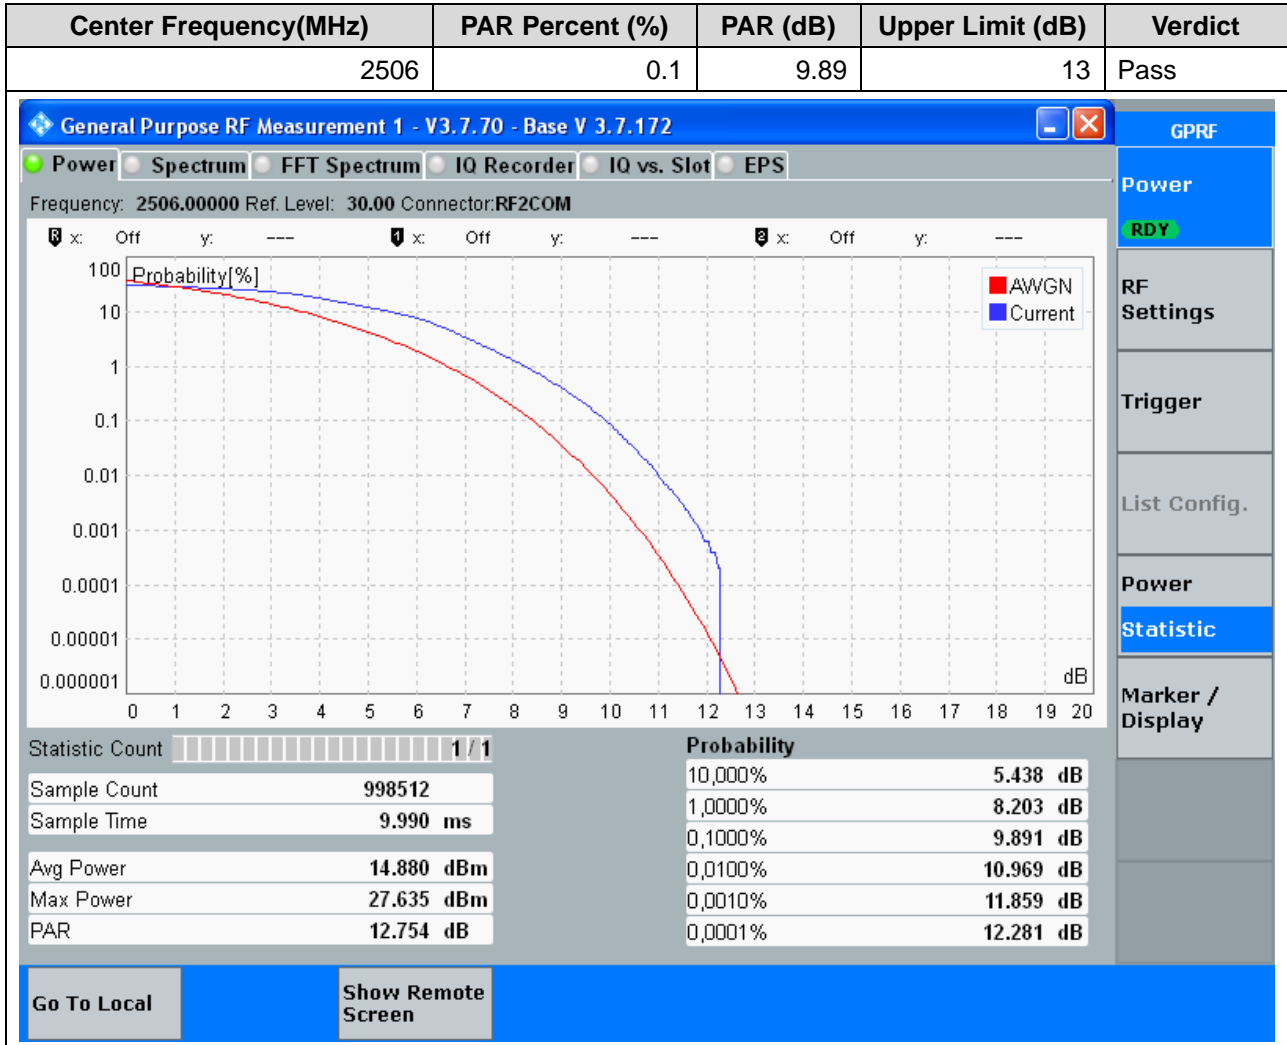 Center Frequency(MHz) PAR Percent (%) PAR (dB) Upper Limit (dB) Verdict
2506 0.1 9.89 13 Pass
General Purpose RF Measurement 1 - V3.7.70 - Base V 3.7.172
GPRF
Power Spectrum FFT Spectrum IQ Recorder IQ vs. Slot EPS
Frequency: 2506.00000 Ref. Level: 30.00 Connector:RF2COM
R x: Off y: --- 1 x: Off y: --- 2 x: Off y: ---
Probability[%]
AWGN
Current
100
10
1
0.1
0.01
0.001
0.0001
0.00001
0.000001
dB
0 1 2 3 4 5 6 7 8 9 10 11 12 13 14 15 16 17 18 19 20
Statistic Count 1 / 1
Sample Count 998512
Sample Time 9.990 ms
Avg Power 14.880 dBm
Max Power 27.635 dBm
PAR 12.754 dB
Probability
10,000% 5.438 dB
1,0000% 8.203 dB
0,1000% 9.891 dB
0,0100% 10.969 dB
0,0010% 11.859 dB
0,0001% 12.281 dB
Power
RDY
RF
Settings
Trigger
List Config.
Power
Statistic
Marker /
Display
Go To Local
Show Remote
Screen